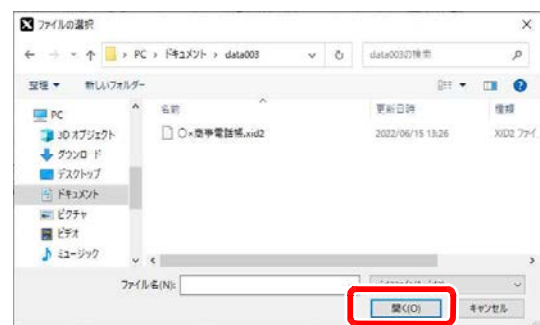 ファイルの選択
PC › ドキュメント › data003
data003の検索
整理 ▼ 新しいフォルダー
名前 更新日時 種類
PC
3D オブジェクト
○×商事電話帳.xid2 2022/06/15 13:26 XID2 ファイ
ダウンロード
デスクトップ
ドキュメント
ピクチャ
ビデオ
ミュージック
ファイル名(N):
開く(O) キャンセル